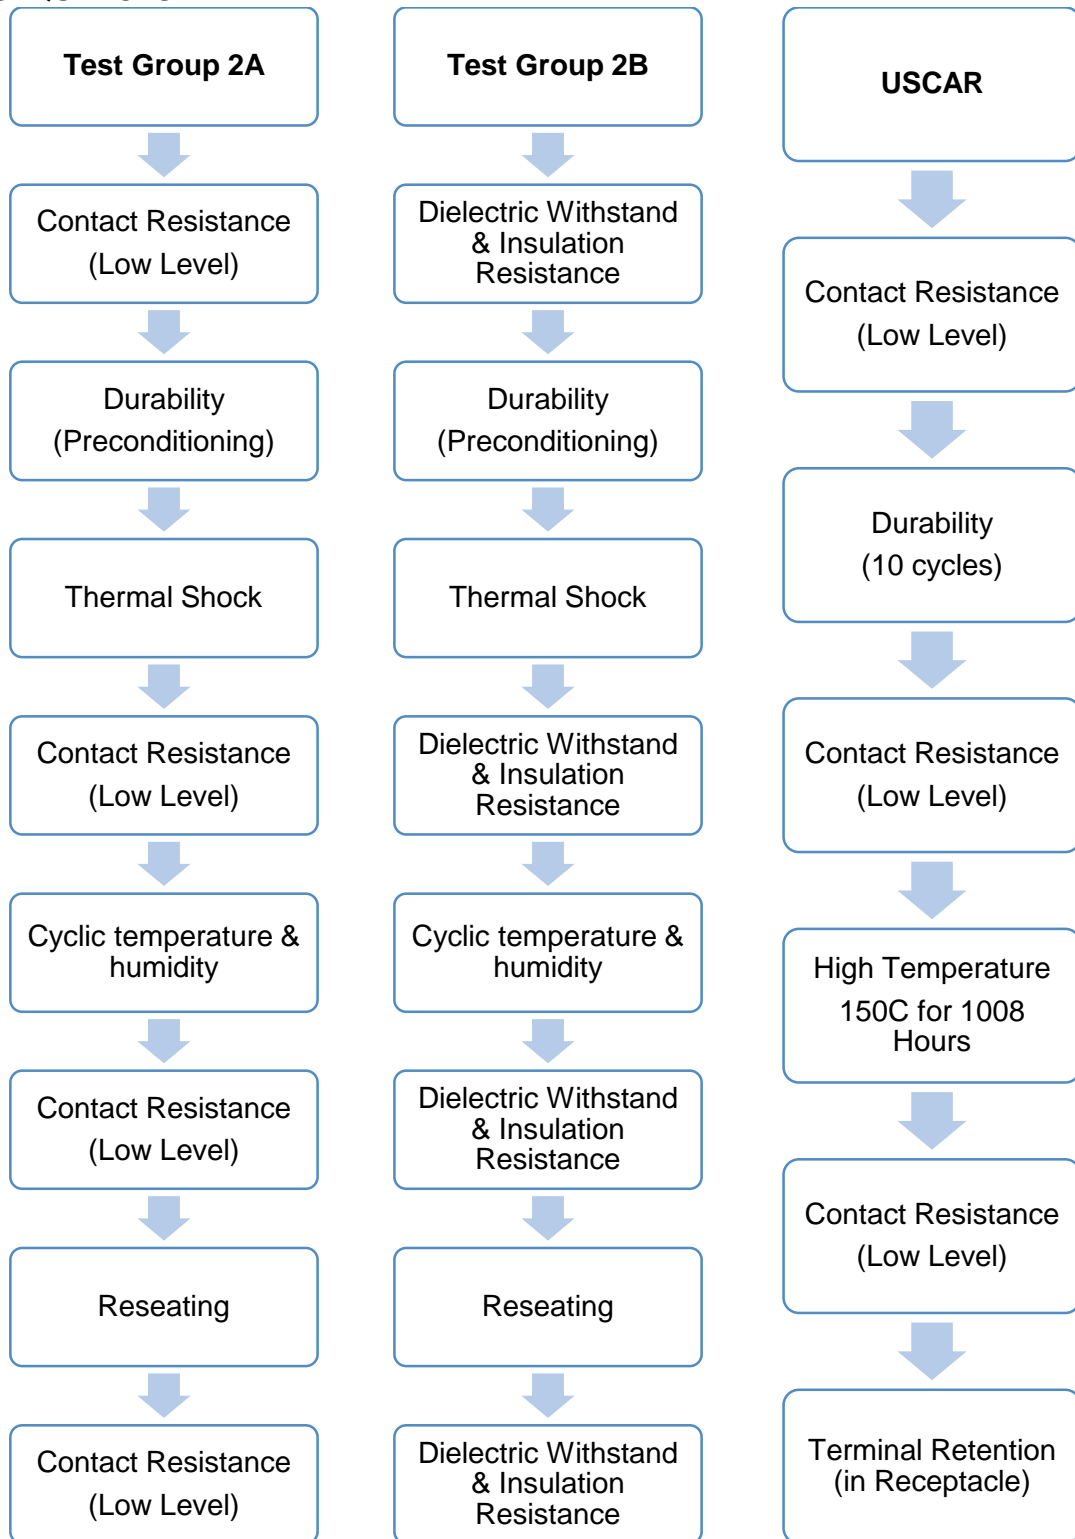 Test Group 2A
Contact Resistance
(Low Level)
Durability
(Preconditioning)
Thermal Shock
Contact Resistance
(Low Level)
Cyclic temperature &
humidity
Contact Resistance
(Low Level)
Reseating
Contact Resistance
(Low Level)
Test Group 2B
Dielectric Withstand
& Insulation
Resistance
Durability
(Preconditioning)
Thermal Shock
Dielectric Withstand
& Insulation
Resistance
Cyclic temperature &
humidity
Dielectric Withstand
& Insulation
Resistance
Reseating
Dielectric Withstand
& Insulation
Resistance
USCAR
Contact Resistance
(Low Level)
Durability
(10 cycles)
Contact Resistance
(Low Level)
High Temperature
150C for 1008
Hours
Contact Resistance
(Low Level)
Terminal Retention
(in Receptacle)